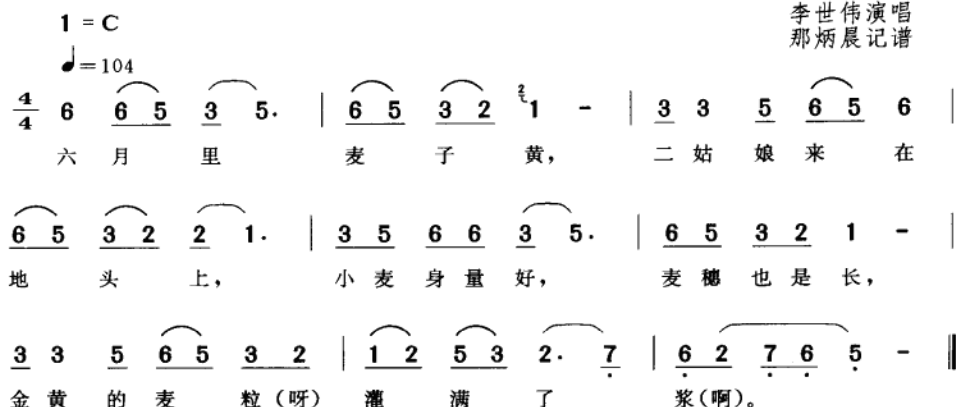 1 = C
李世伟演唱
那炳晨记谱
♩= 104
4/4 6 6 5 3 5. | 6 5 3 2 2 1 - | 3 3 5 6 5 6 |
六 月 里 麦 子 黄, 二 姑 娘 来 在
6 5 3 2 2 1. | 3 5 6 6 3 5. | 6 5 3 2 1 - |
地 头 上, 小 麦 身 量 好, 麦 穗 也 是 长,
3 3 5 6 5 3 2 | 1 2 5 3 2. 7 | 6 2 7 6 5 - ‖
金 黄 的 麦 粒 (呀) 灌 满 了 浆 (啊)。